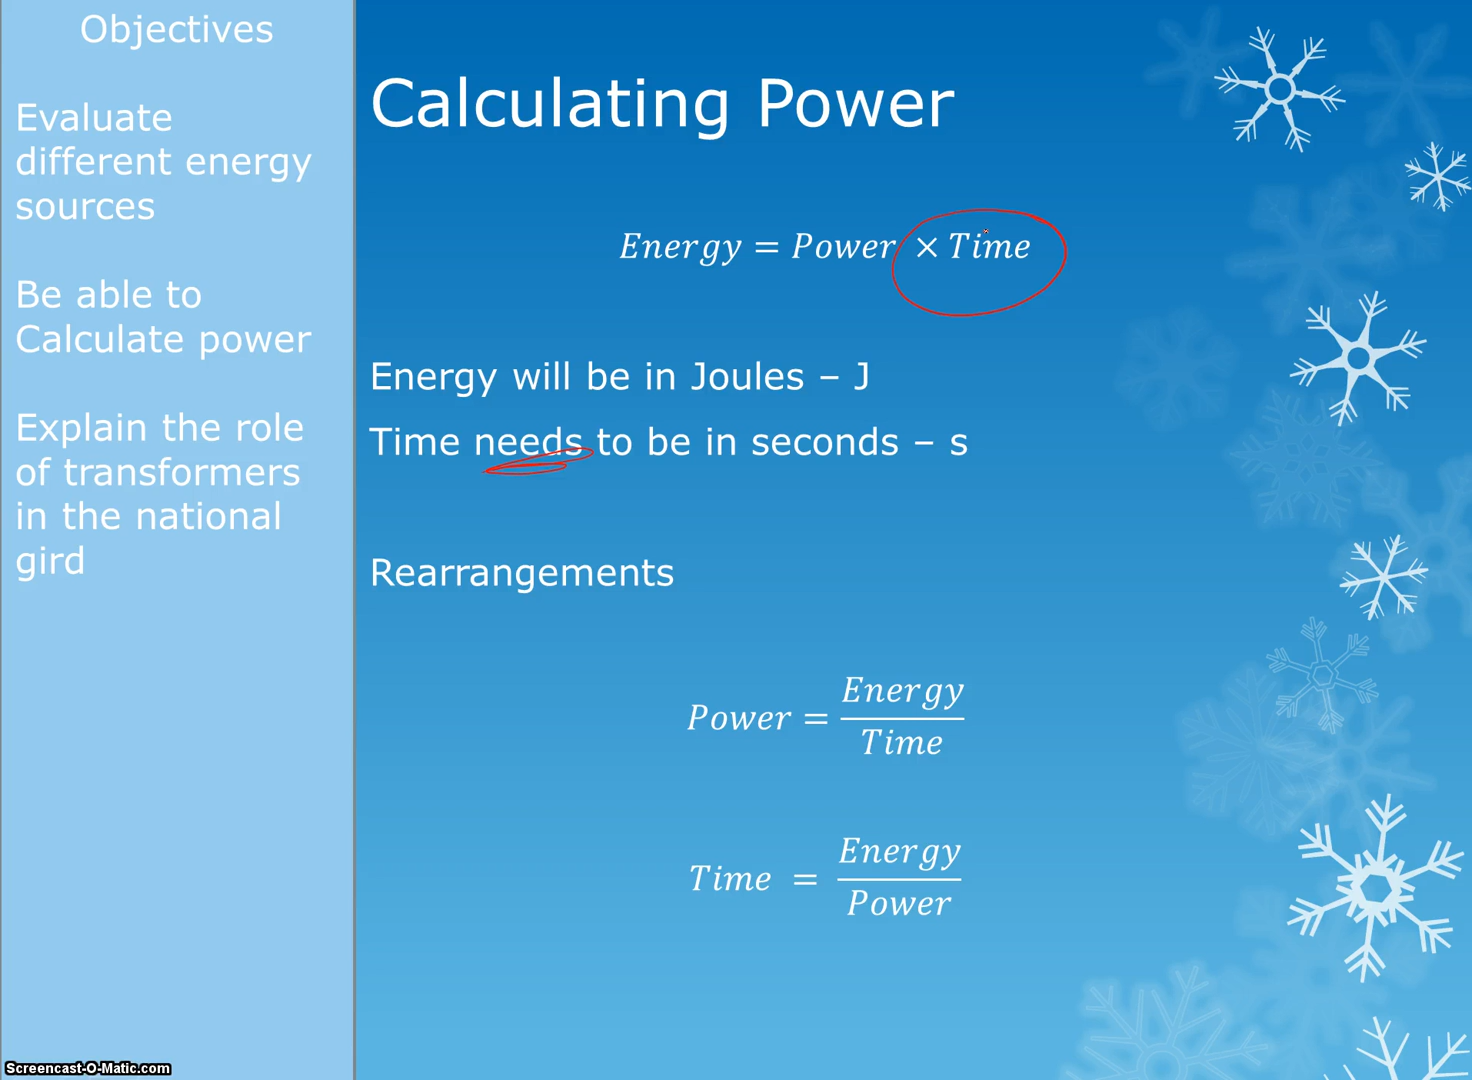 Objectives
Evaluate
different energy
sources
Be able to
Calculate power
Explain the role
of transformers
in the national
gird
Calculating Power
Energy = Power × Time
Energy will be in Joules – J
Time needs to be in seconds – s
Rearrangements
Power = Energy / Time
Time = Energy / Power
Screencast-O-Matic.com